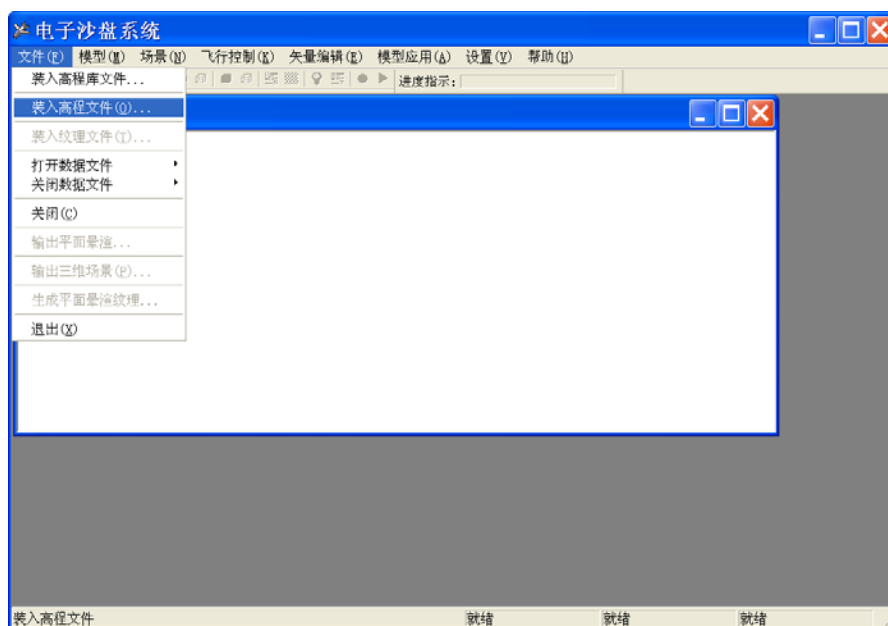 电子沙盘系统
文件(F) 模型(M) 场景(N) 飞行控制(K) 矢量编辑(E) 模型应用(A) 设置(V) 帮助(H)
进度指示:
装入高程库文件...
装入高程文件(O)...
装入纹理文件(T)...
打开数据文件
关闭数据文件
关闭(C)
输出平面晕渲...
输出三维场景(P)...
生成平面晕渲纹理...
退出(X)
装入高程文件 就绪 就绪 就绪